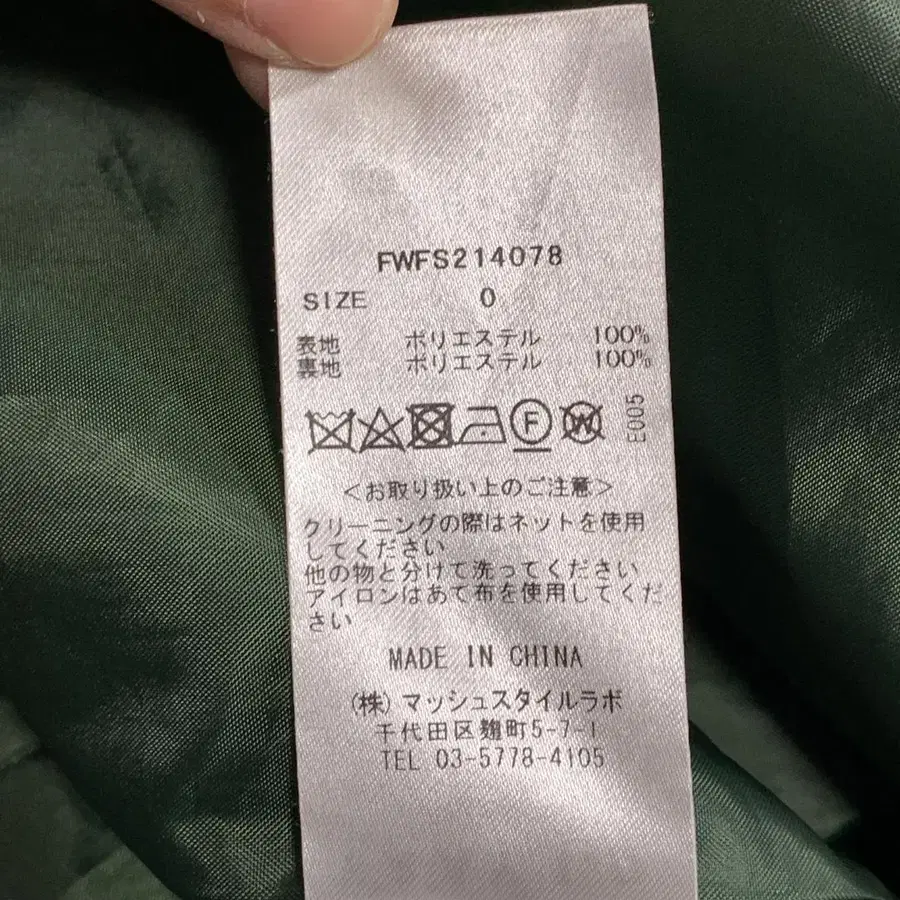 FWFS214078
SIZE 0
表地 ポリエステル 100%
裏地 ポリエステル 100%
F W E005
<お取り扱い上のご注意>
クリーニングの際はネットを使用
してください
他の物と分けて洗ってください
アイロンはあて布を使用してくだ
さい
MADE IN CHINA
(株)マッシュスタイルラボ
千代田区麹町5-7-1
TEL 03-5778-4105